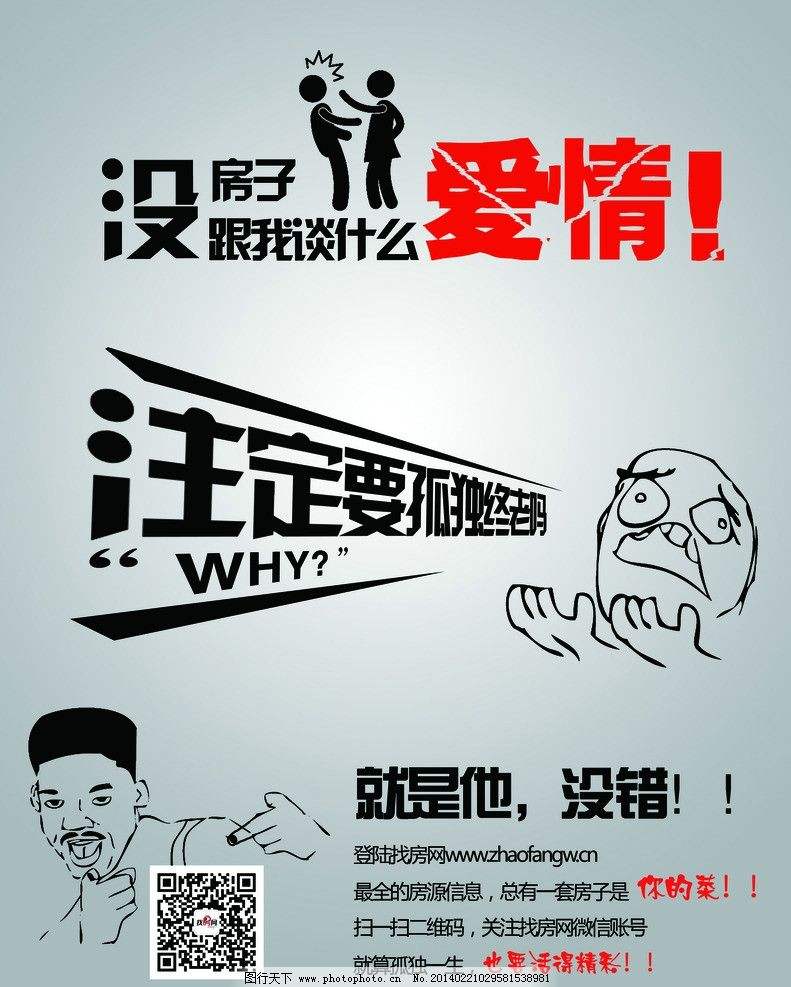 没房子
跟我谈什么爱情！
注定要孤独终老吗
“WHY?”
就是他，没错！！
登陆找房网www.zhaofangw.cn
最全的房源信息，总有一套房子是 你的菜！！
扫一扫二维码，关注找房网微信账号
就算孤独一生，也要活得精彩！！
找房网
图行天下 www.photophoto.cn No.20140221029581538981